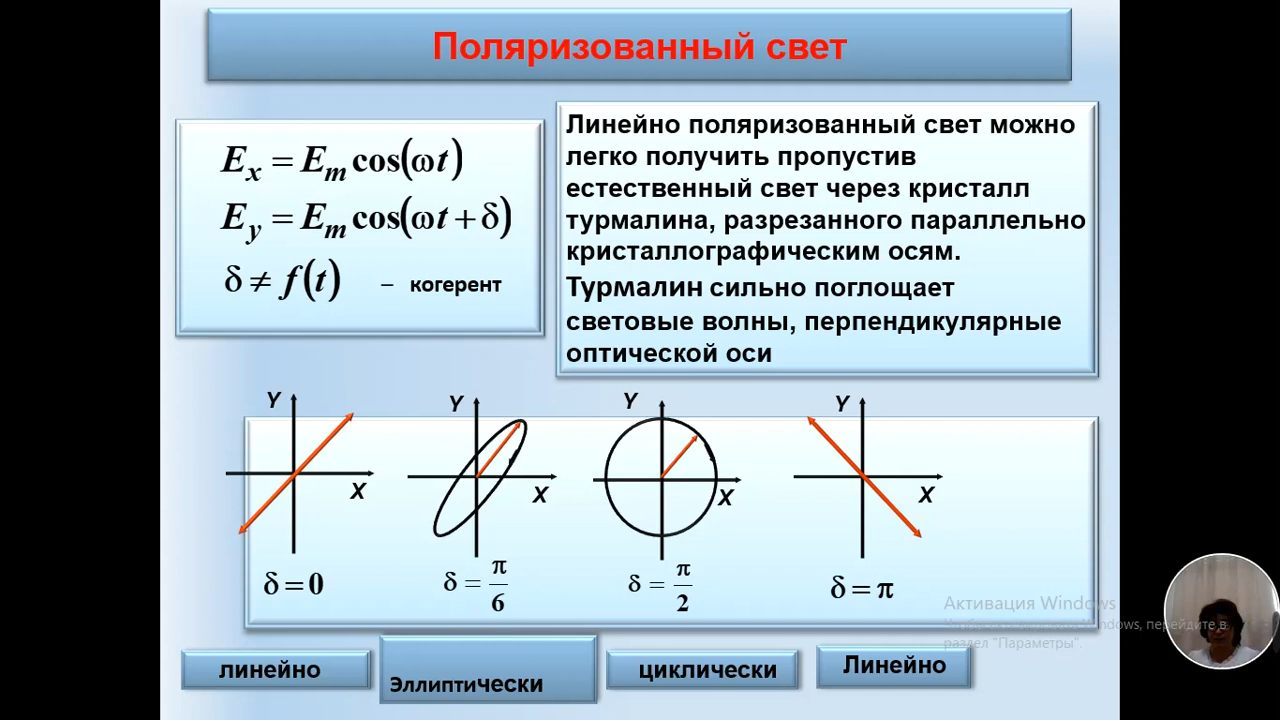 Поляризованный свет
E_x = E_m cos(ωt)
E_y = E_m cos(ωt + δ)
δ ≠ f(t) – когерент
Линейно поляризованный свет можно
легко получить пропустив
естественный свет через кристалл
турмалина, разрезанного параллельно
кристаллографическим осям.
Турмалин сильно поглощает
световые волны, перпендикулярные
оптической оси
Y
X
δ = 0
Y
X
δ = π/6
Y
X
δ = π/2
Y
X
δ = π
линейно
Эллиптически
циклически
Линейно
Активация Windows
Windows, перейдите в
раздел "Параметры".